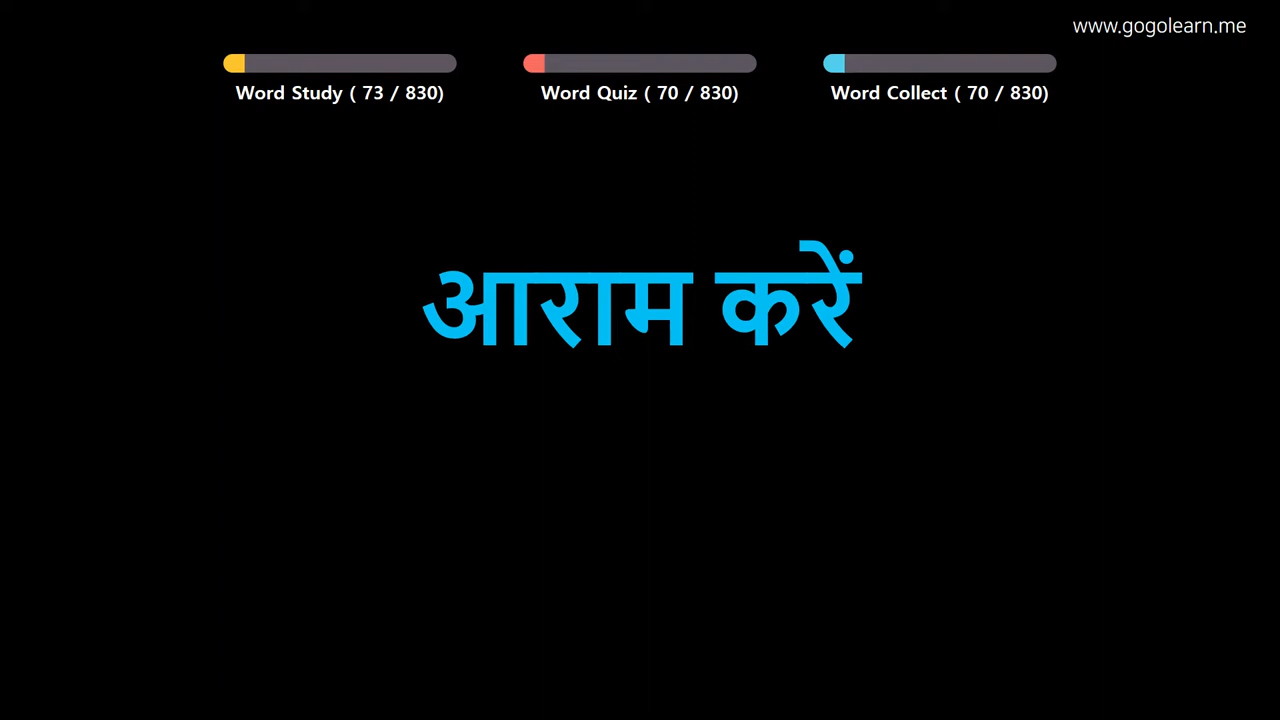 www.gogolearn.me
Word Study ( 73 / 830)
Word Quiz ( 70 / 830)
Word Collect ( 70 / 830)
आराम करें